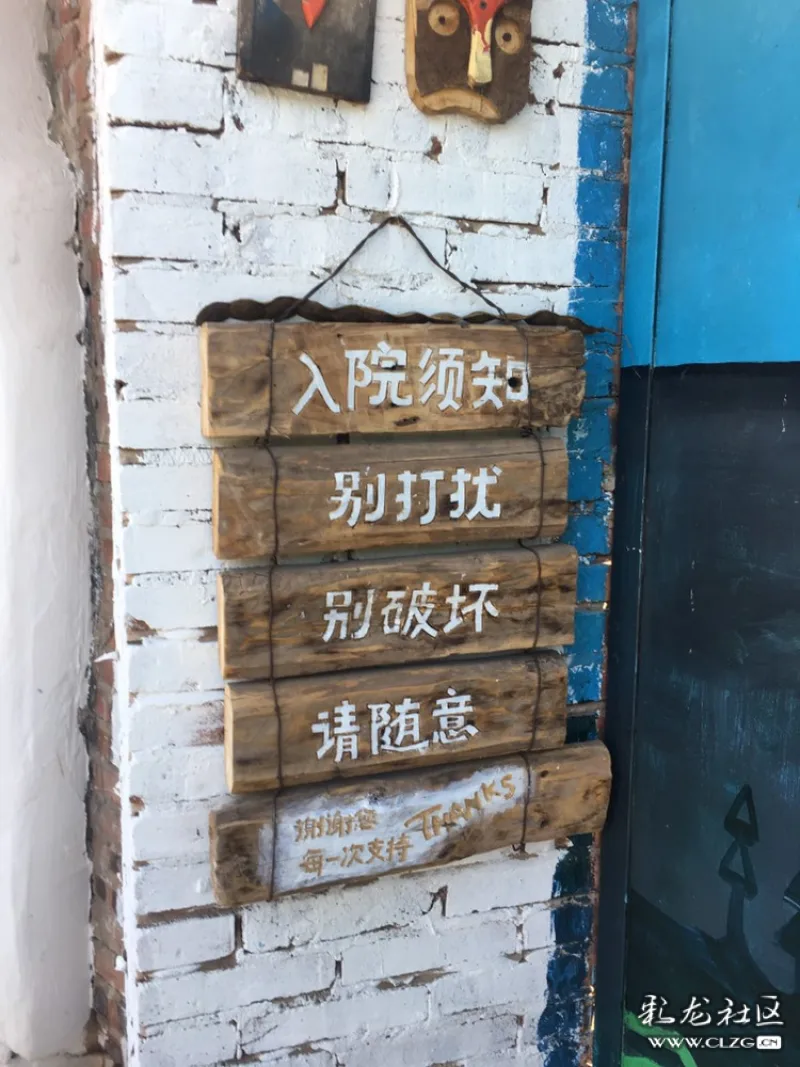 入院须知
别打扰
别破坏
请随意
谢谢您
每一次支持
THANKS
彩龙社区
WWW.CLZG.CN